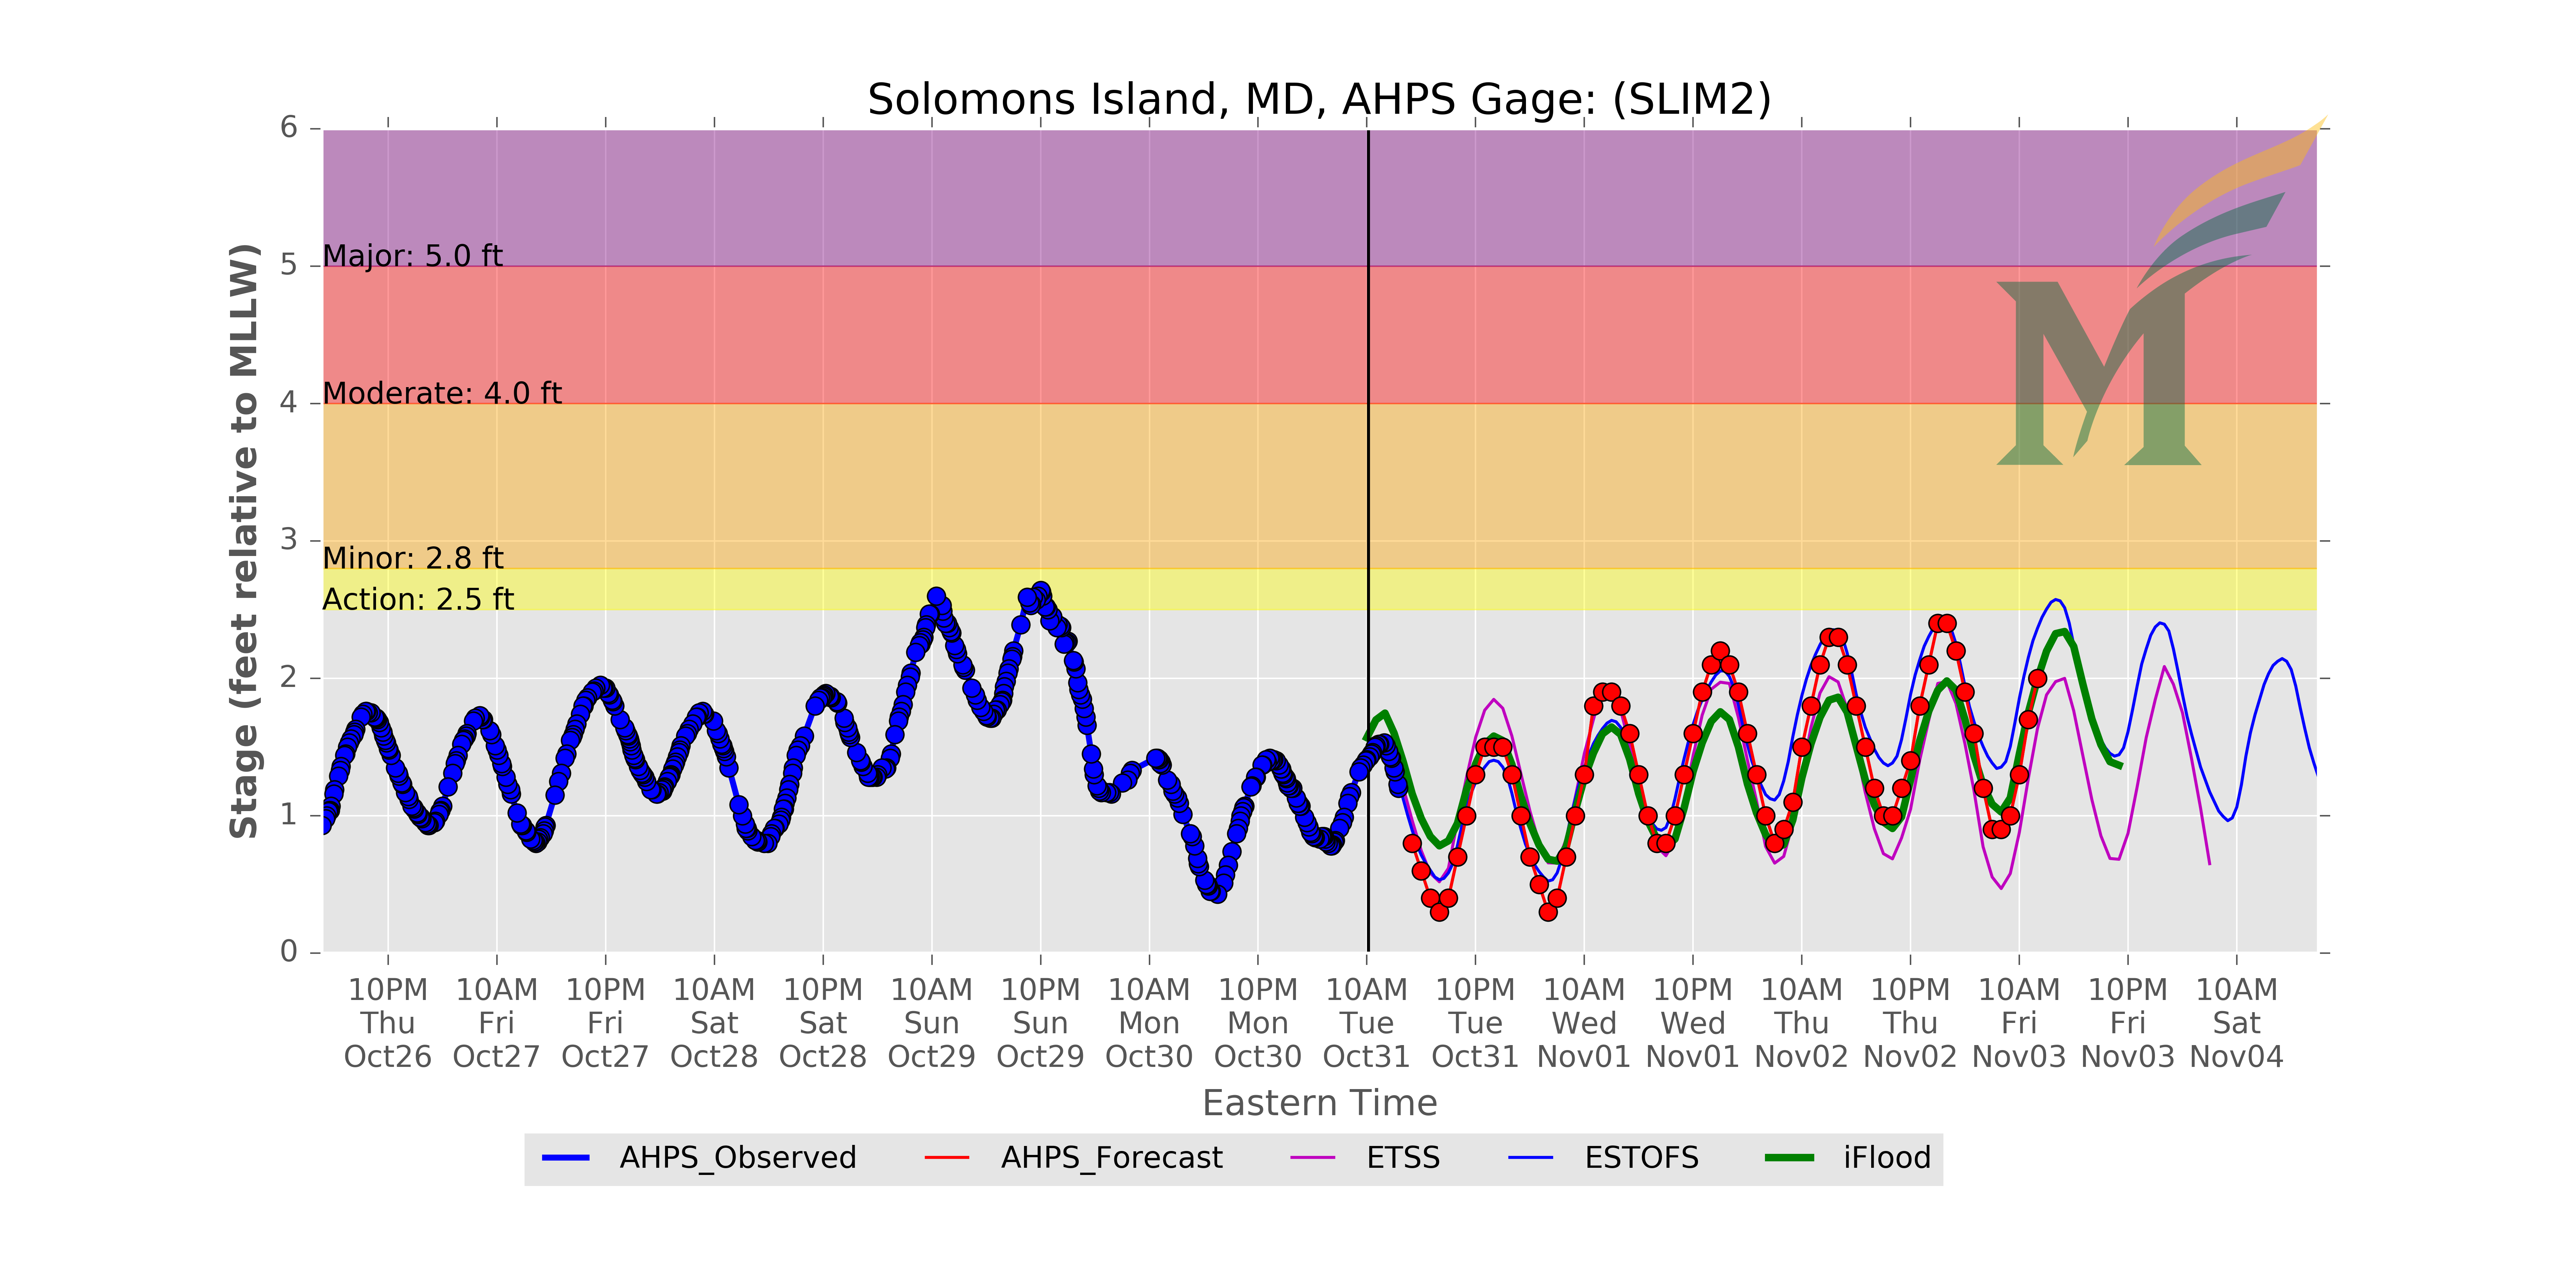 Solomons Island, MD, AHPS Gage: (SLIM2)
Stage (feet relative to MLLW)
6
5
4
3
2
1
0
Major: 5.0 ft
Moderate: 4.0 ft
Minor: 2.8 ft
Action: 2.5 ft
M
10PM 10AM 10PM 10AM 10PM 10AM 10PM 10AM 10PM 10AM 10PM 10AM 10PM 10AM 10PM 10AM 10PM 10AM
Thu Fri Fri Sat Sat Sun Sun Mon Mon Tue Tue Wed Wed Thu Thu Fri Fri Sat
Oct26 Oct27 Oct27 Oct28 Oct28 Oct29 Oct29 Oct30 Oct30 Oct31 Oct31 Nov01 Nov01 Nov02 Nov02 Nov03 Nov03 Nov04
Eastern Time
AHPS_Observed AHPS_Forecast ETSS ESTOFS iFlood